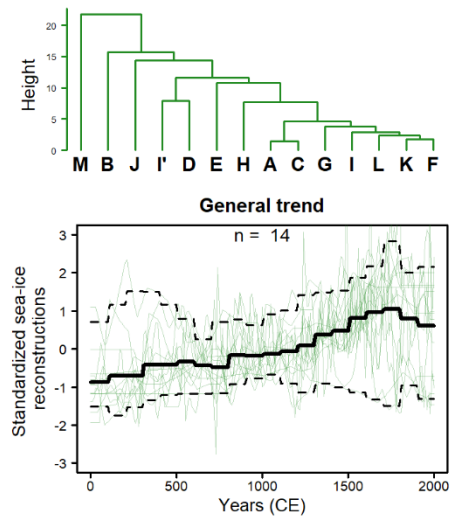 Height
20
15
10
5
0
M B J I' D E H A C G I L K F
General trend
n = 14
Standardized sea-ice
reconstructions
3
2
1
0
-1
-2
-3
0 500 1000 1500 2000
Years (CE)